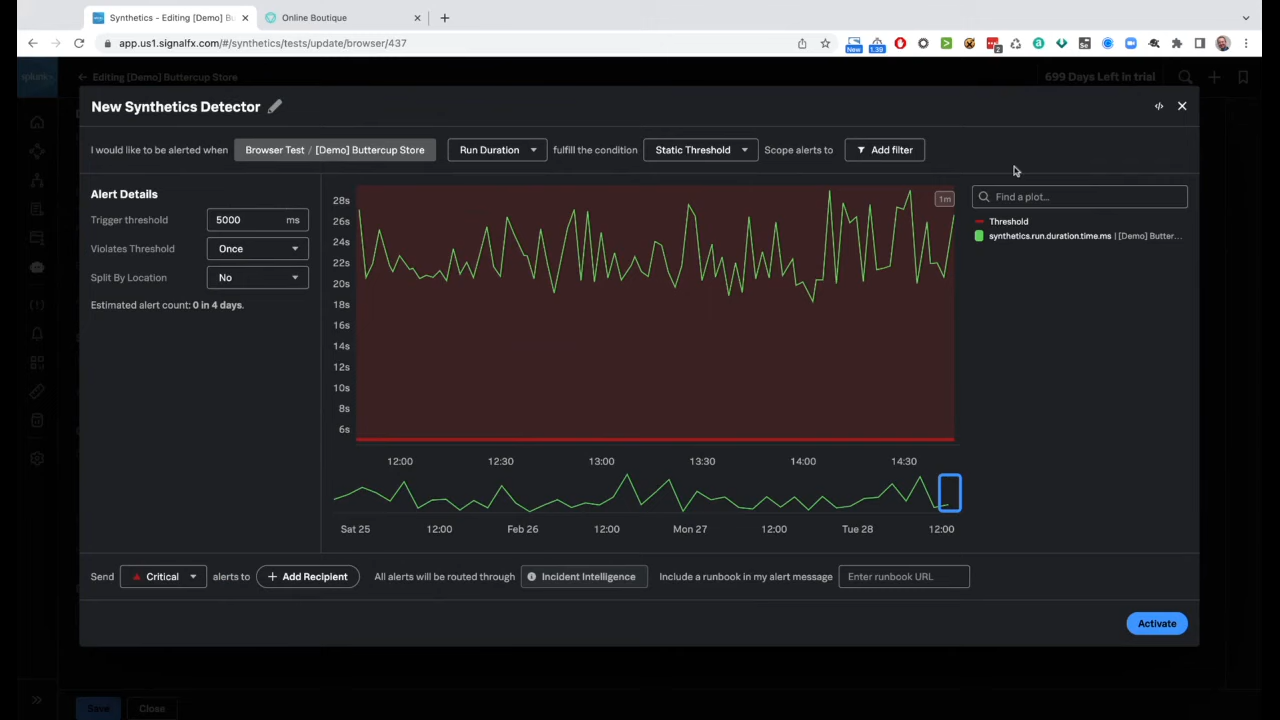 Synthetics - Editing [Demo] Bu
Online Boutique
app.us1.signalfx.com/#/synthetics/tests/update/browser/437
New
1.39
2
Se
splunk>
Editing [Demo] Buttercup Store
699 Days Left in trial
New Synthetics Detector
I would like to be alerted when Browser Test / [Demo] Buttercup Store Run Duration fulfill the condition Static Threshold Scope alerts to Add filter
Alert Details
Trigger threshold 5000 ms
Violates Threshold Once
Split By Location No
Estimated alert count: 0 in 4 days.
28s
26s
24s
22s
20s
18s
16s
14s
12s
10s
8s
6s
1m
12:00 12:30 13:00 13:30 14:00 14:30
Sat 25 12:00 Feb 26 12:00 Mon 27 12:00 Tue 28 12:00
Find a plot...
Threshold
synthetics.run.duration.time.ms | [Demo] Butter...
Send Critical alerts to + Add Recipient All alerts will be routed through Incident Intelligence Include a runbook in my alert message Enter runbook URL
Activate
Save Close